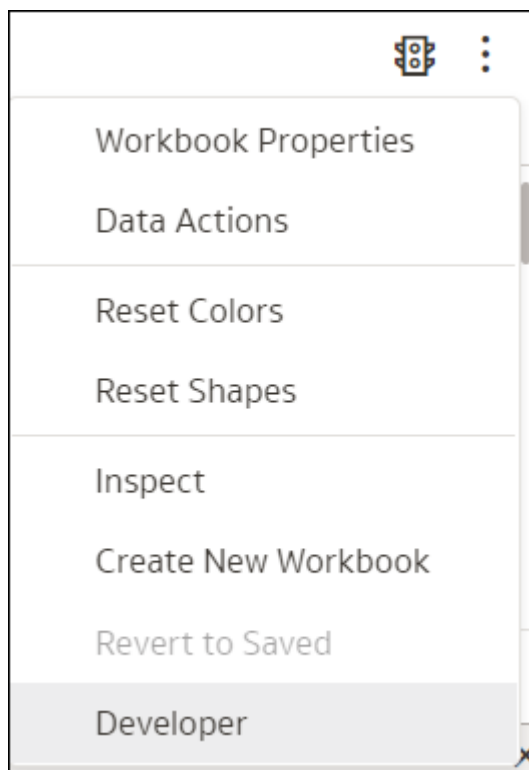 Workbook Properties
Data Actions
Reset Colors
Reset Shapes
Inspect
Create New Workbook
Revert to Saved
Developer